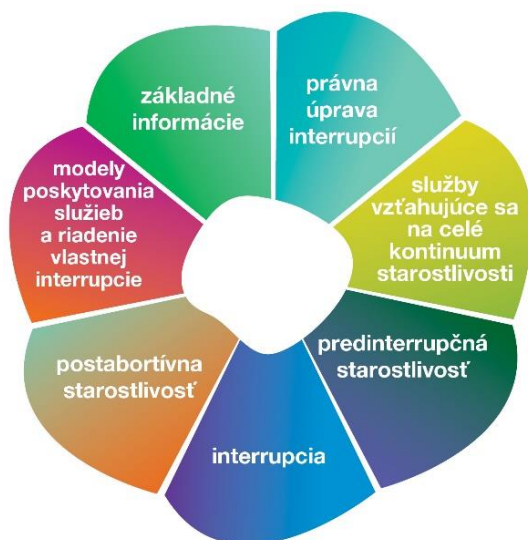 základné
informácie
právna
úprava
interrupcií
služby
vzťahujúce sa
na celé
kontinuum
starostlivosti
predinterrupčná
starostlivosť
interrupcia
postabortívna
starostlivosť
modely
poskytovania
služieb
a riadenie
vlastnej
interrupcie